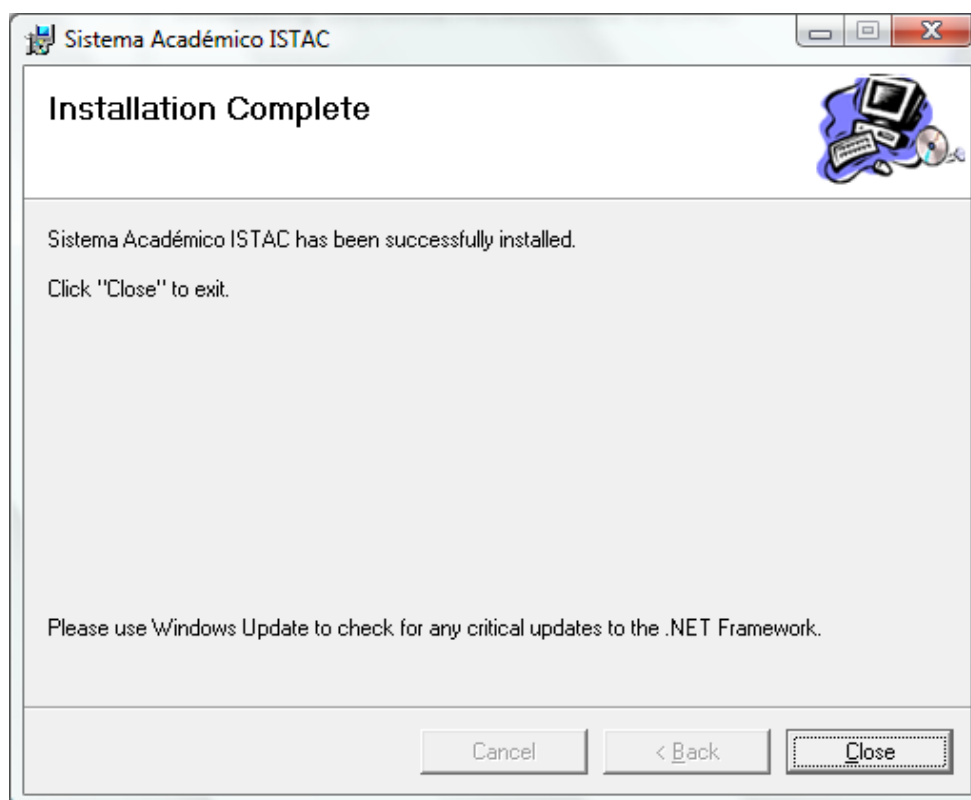 Sistema Académico ISTAC
Installation Complete
Sistema Académico ISTAC has been successfully installed.
Click "Close" to exit.
Please use Windows Update to check for any critical updates to the .NET Framework.
Cancel
< Back
Close